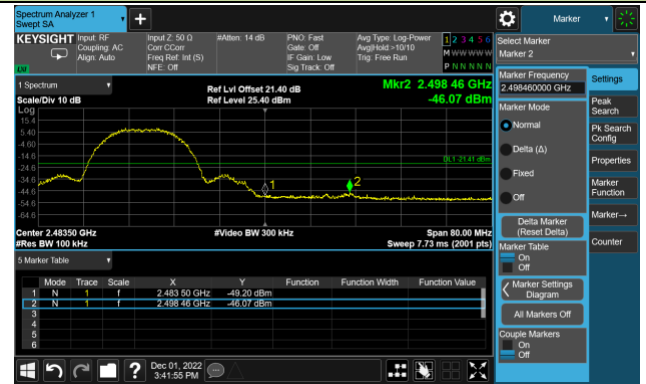 Spectrum Analyzer 1
Swept SA
Marker
KEYSIGHT Input: RF Input Z: 50 Ω #Atten: 14 dB PNO: Fast Avg Type: Log-Power 1 2 3 4 5 6
Coupling: AC Corr CCorr Gate: Off Avg|Hold:>10/10 M W W W W W
Align: Auto Freq Ref: Int (S) IF Gain: Low Trig: Free Run
NFE: Off Sig Track: Off P N N N N N
LXI
Select Marker
Marker 2
1 Spectrum
Scale/Div 10 dB
Ref Lvl Offset 21.40 dB
Ref Level 25.40 dBm
Mkr2 2.498 46 GHz
-46.07 dBm
Log
15.4
5.40
-4.60
-14.6
-24.6
-34.6
-44.6
-54.6
-64.6
DL1 -21.41 dBm
1
2
Center 2.48350 GHz #Video BW 300 kHz Span 80.00 MHz
#Res BW 100 kHz Sweep 7.73 ms (2001 pts)
5 Marker Table
Mode Trace Scale X Y Function Function Width Function Value
1 N 1 f 2.483 50 GHz -49.20 dBm
2 N 1 f 2.498 46 GHz -46.07 dBm
3
4
5
6
Marker Frequency
2.498460000 GHz
Marker Mode
Normal
Delta (Δ)
Fixed
Off
Delta Marker
(Reset Delta)
Marker Table
On
Off
Marker Settings
Diagram
All Markers Off
Couple Markers
On
Off
Settings
Peak
Search
Pk Search
Config
Properties
Marker
Function
Marker→
Counter
Dec 01, 2022
3:41:55 PM